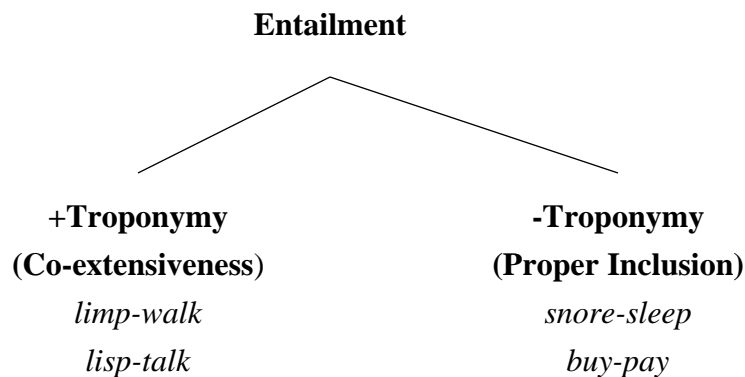 Entailment
+Troponymy -Troponymy
(Co-extensiveness) (Proper Inclusion)
limp-walk snore-sleep
lisp-talk buy-pay